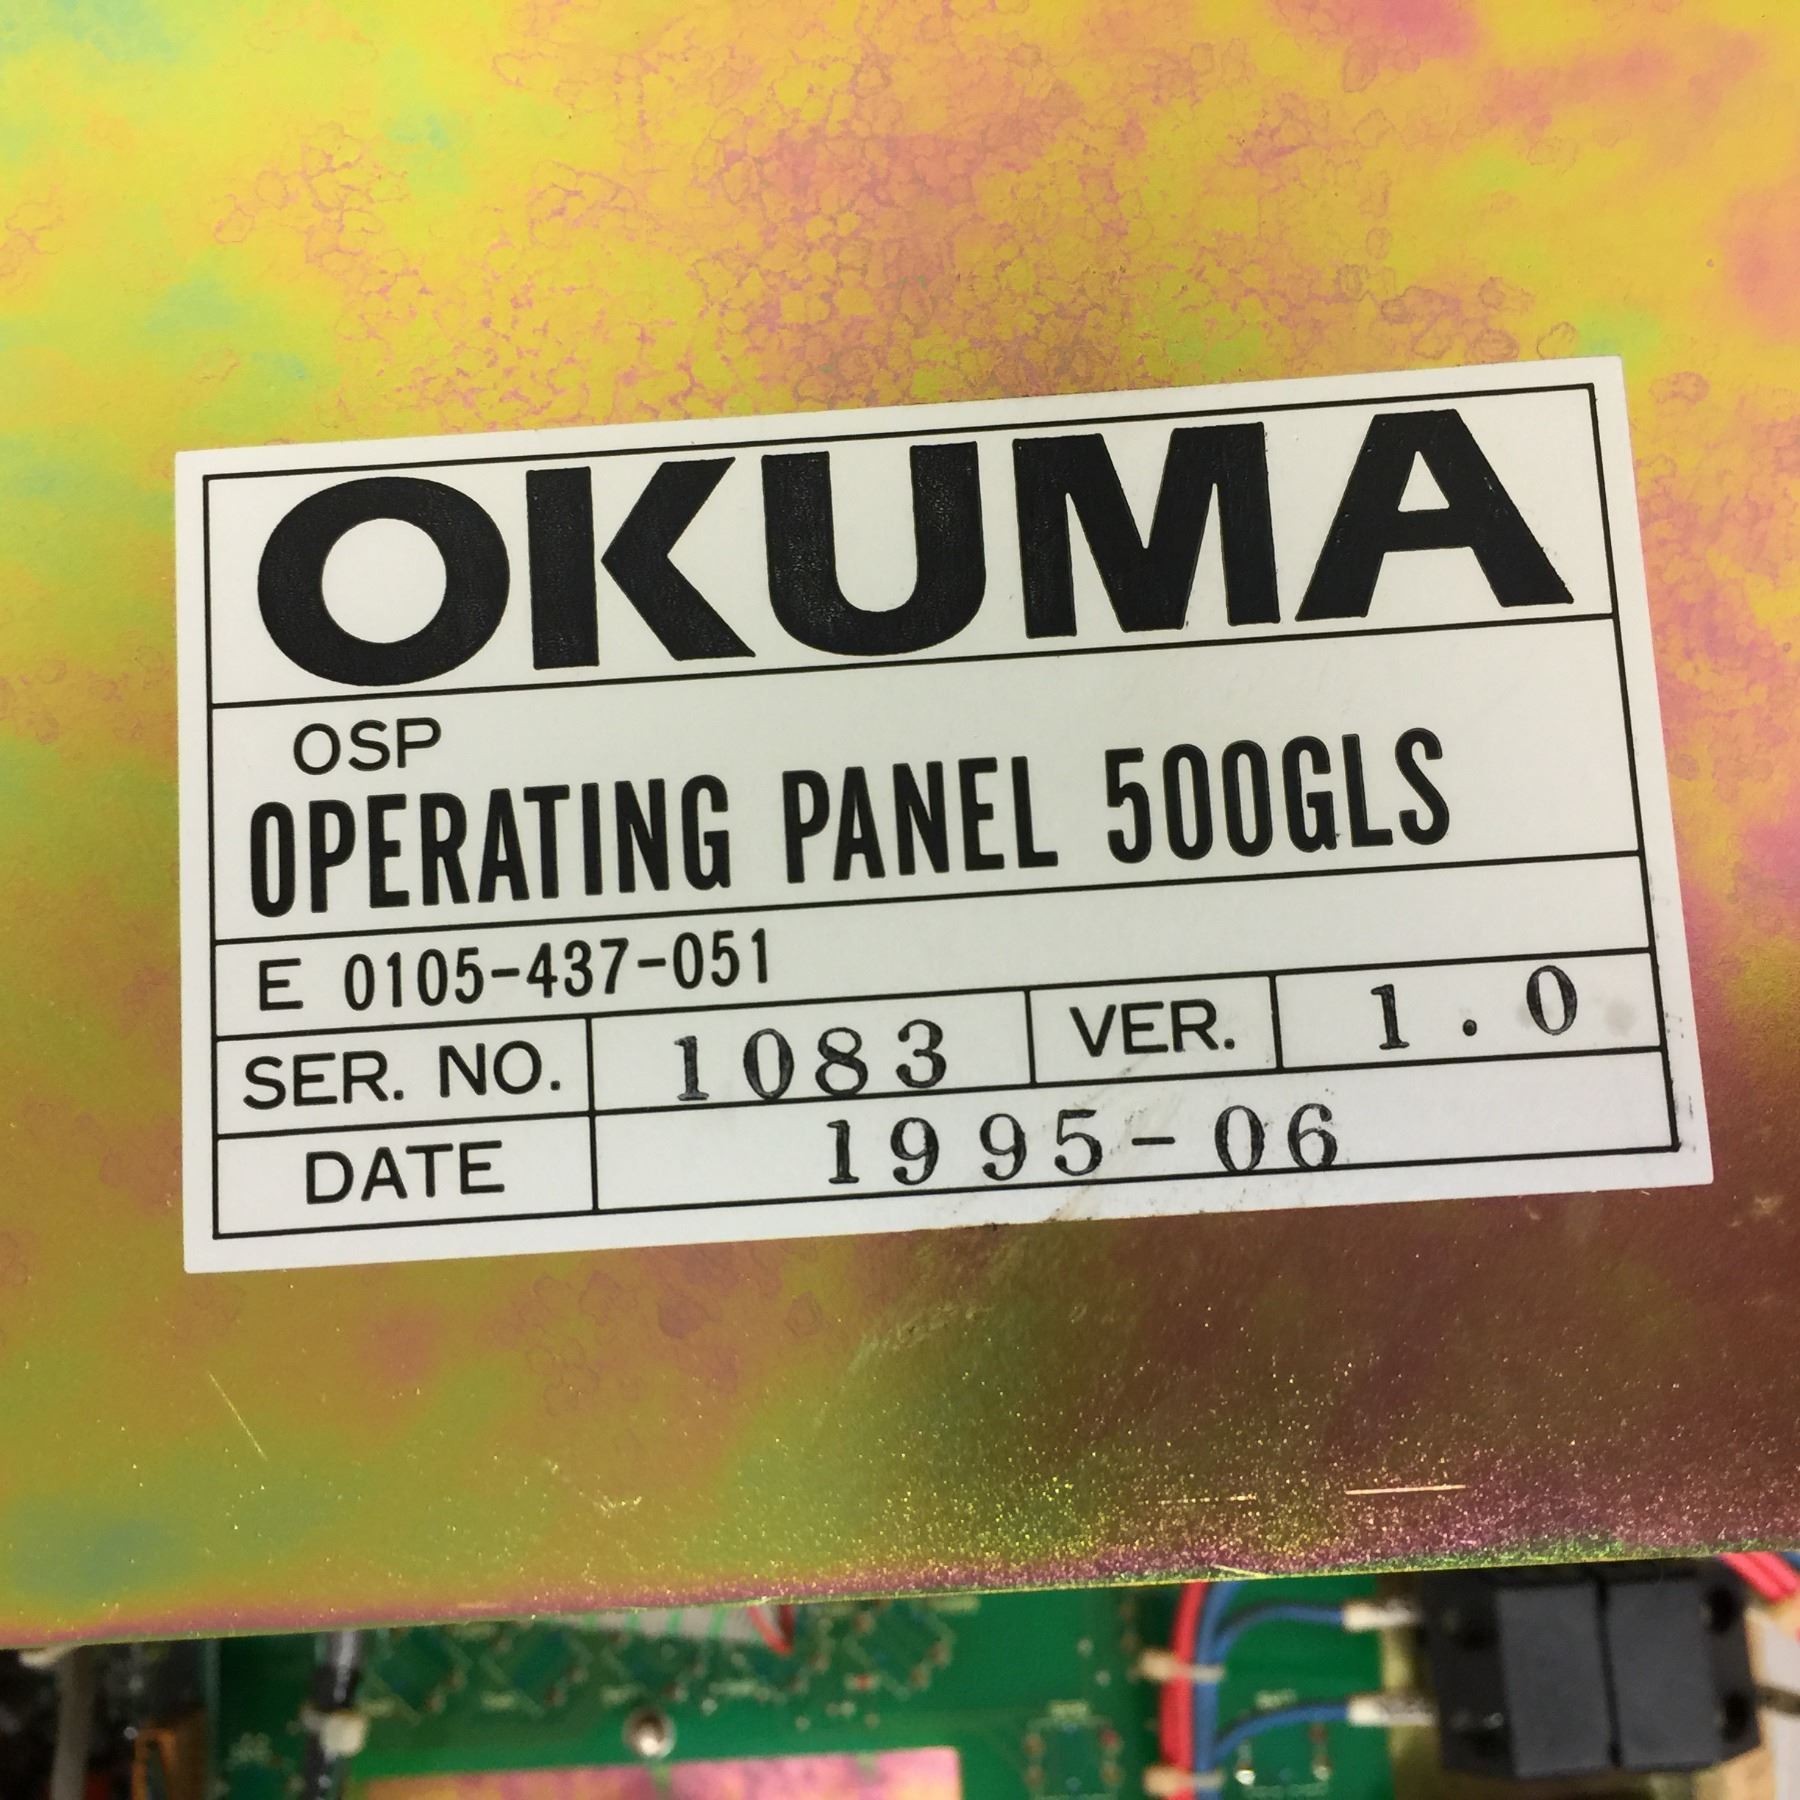 OKUMA
OSP
OPERATING PANEL 500GLS
E 0105-437-051
SER. NO. 1083 VER. 1.0
DATE 1995-06